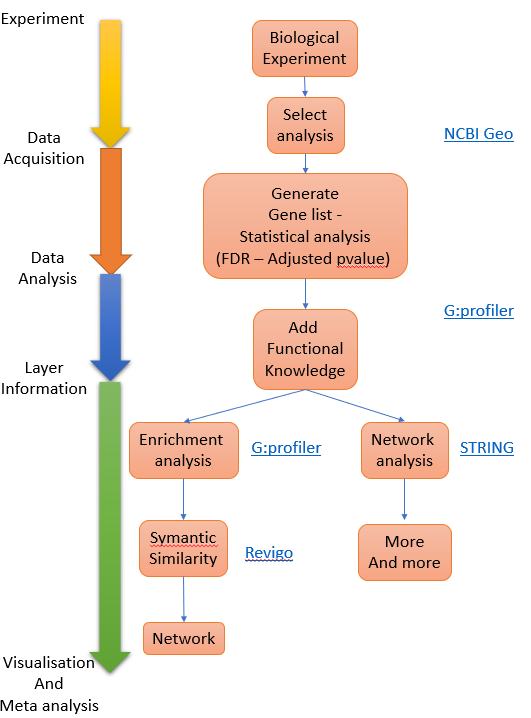 Experiment
Biological
Experiment
Select
analysis
Data
Acquisition
NCBI Geo
Generate
Gene list -
Statistical analysis
(FDR – Adjusted pvalue)
Data
Analysis
G:profiler
Add
Functional
Knowledge
Layer
Information
Enrichment
analysis
G:profiler
Network
analysis
STRING
Symantic
Similarity
Revigo
More
And more
Network
Visualisation
And
Meta analysis